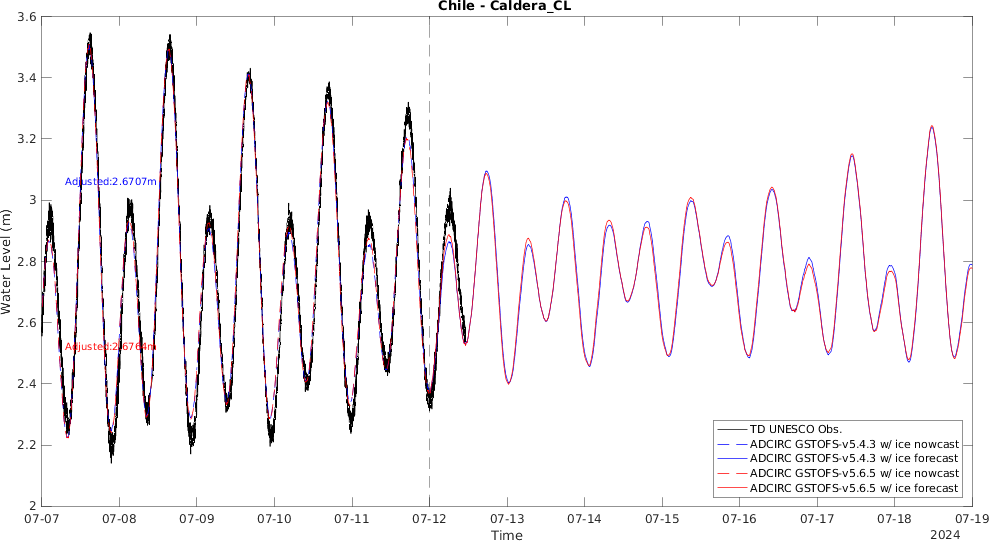 Chile - Caldera_CL
3.6
3.4
3.2
3
2.8
2.6
2.4
2.2
2
Water Level (m)
Adjusted:2.6707m
Adjusted:2.6764m
TD UNESCO Obs.
ADCIRC GSTOFS-v5.4.3 w/ ice nowcast
ADCIRC GSTOFS-v5.4.3 w/ ice forecast
ADCIRC GSTOFS-v5.6.5 w/ ice nowcast
ADCIRC GSTOFS-v5.6.5 w/ ice forecast
07-07 07-08 07-09 07-10 07-11 07-12 07-13 07-14 07-15 07-16 07-17 07-18 07-19
Time
2024